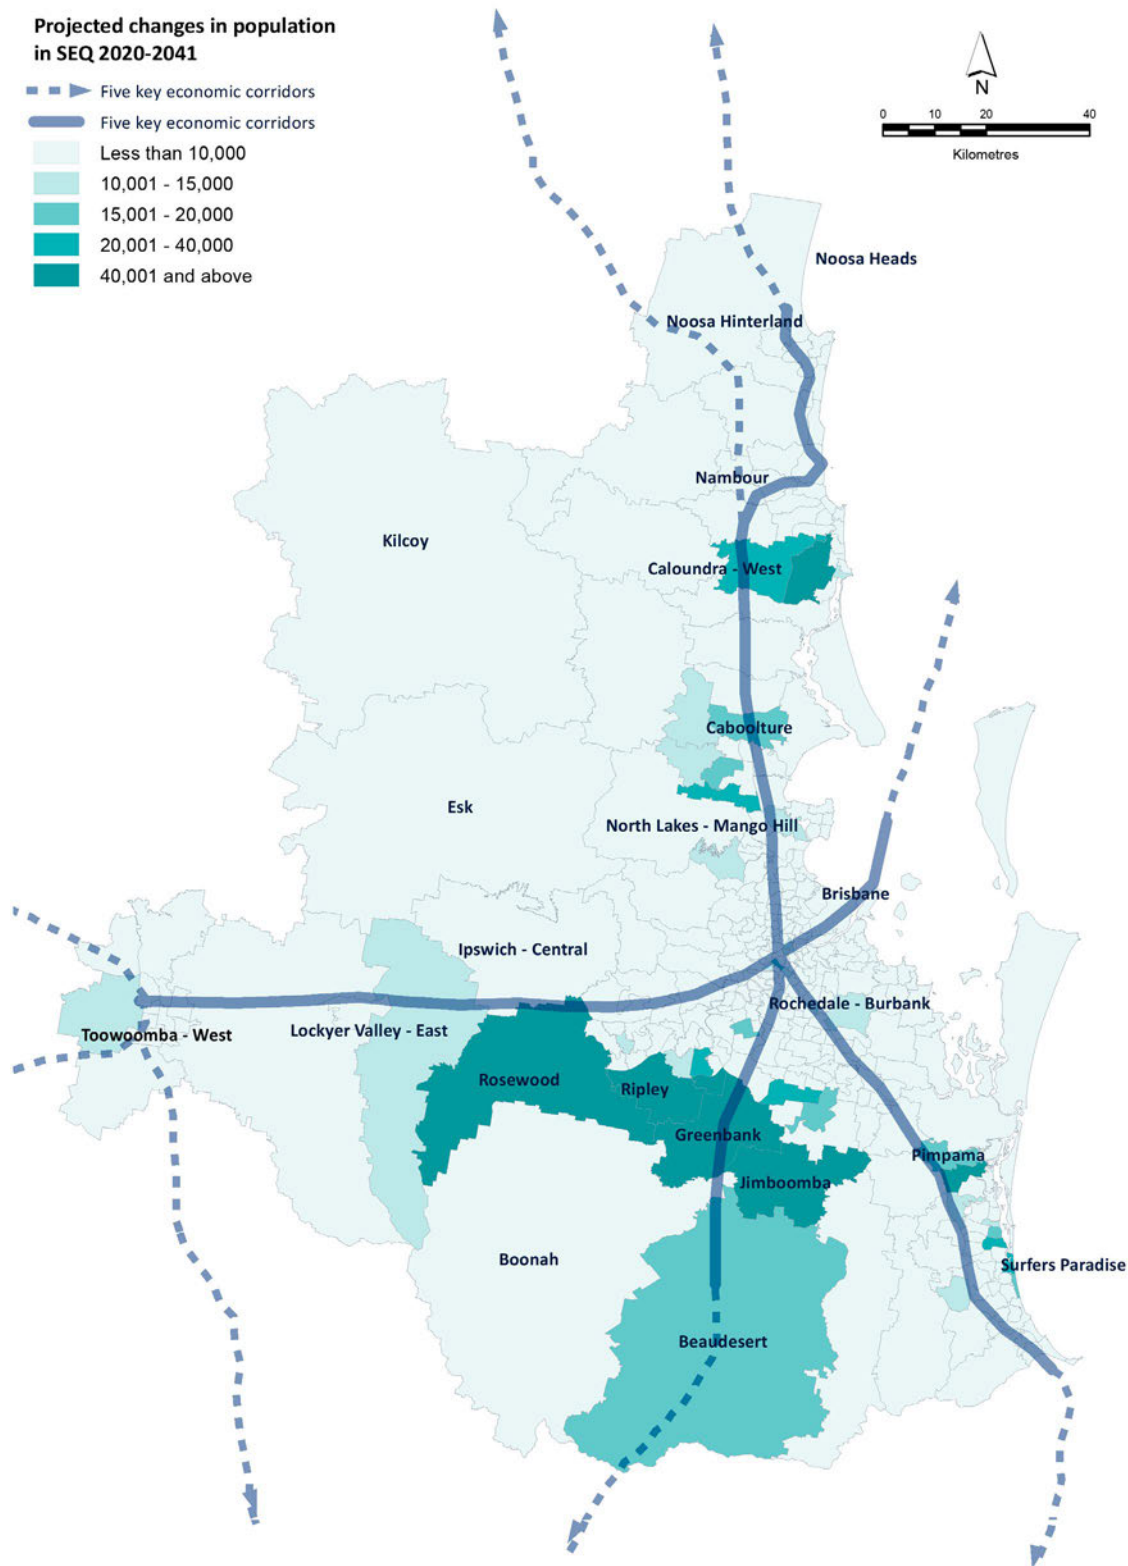 Projected changes in population
in SEQ 2020-2041
Five key economic corridors
Five key economic corridors
Less than 10,000
10,001 - 15,000
15,001 - 20,000
20,001 - 40,000
40,001 and above
N
0 10 20 40
Kilometres
Noosa Heads
Noosa Hinterland
Nambour
Kilcoy
Caloundra - West
Caboolture
Esk
North Lakes - Mango Hill
Brisbane
Ipswich - Central
Rochedale - Burbank
Toowoomba - West
Lockyer Valley - East
Rosewood
Ripley
Greenbank
Pimpama
Jimboomba
Boonah
Surfers Paradise
Beaudesert